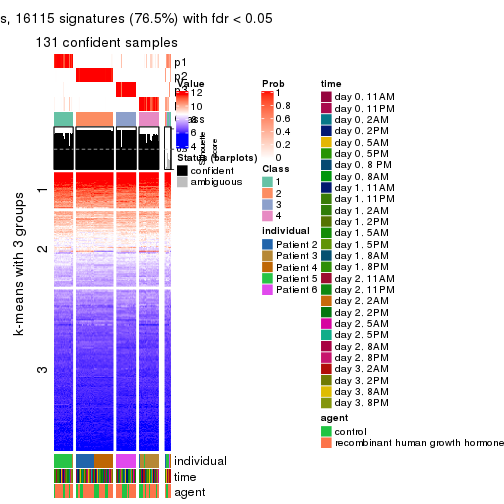 s, 16115 signatures (76.5%) with fdr < 0.05
131 confident samples
p1
p2
Value
12
10
8
6
4
Silhouette
score
Status (barplots)
confident
ambiguous
k-means with 3 groups
1
2
3
individual
time
agent
Prob
1
0.8
0.6
0.4
0.2
0
Class
1
2
3
4
individual
Patient 2
Patient 3
Patient 4
Patient 5
Patient 6
time
day 0. 11AM
day 0. 11PM
day 0. 2AM
day 0. 2PM
day 0. 5AM
day 0. 5PM
day 0. 8 PM
day 0. 8AM
day 1. 11AM
day 1. 11PM
day 1. 2AM
day 1. 2PM
day 1. 5AM
day 1. 5PM
day 1. 8AM
day 1. 8PM
day 2. 11AM
day 2. 11PM
day 2. 2AM
day 2. 2PM
day 2. 5AM
day 2. 5PM
day 2. 8AM
day 2. 8PM
day 3. 2AM
day 3. 2PM
day 3. 8AM
day 3. 8PM
agent
control
recombinant human growth hormone